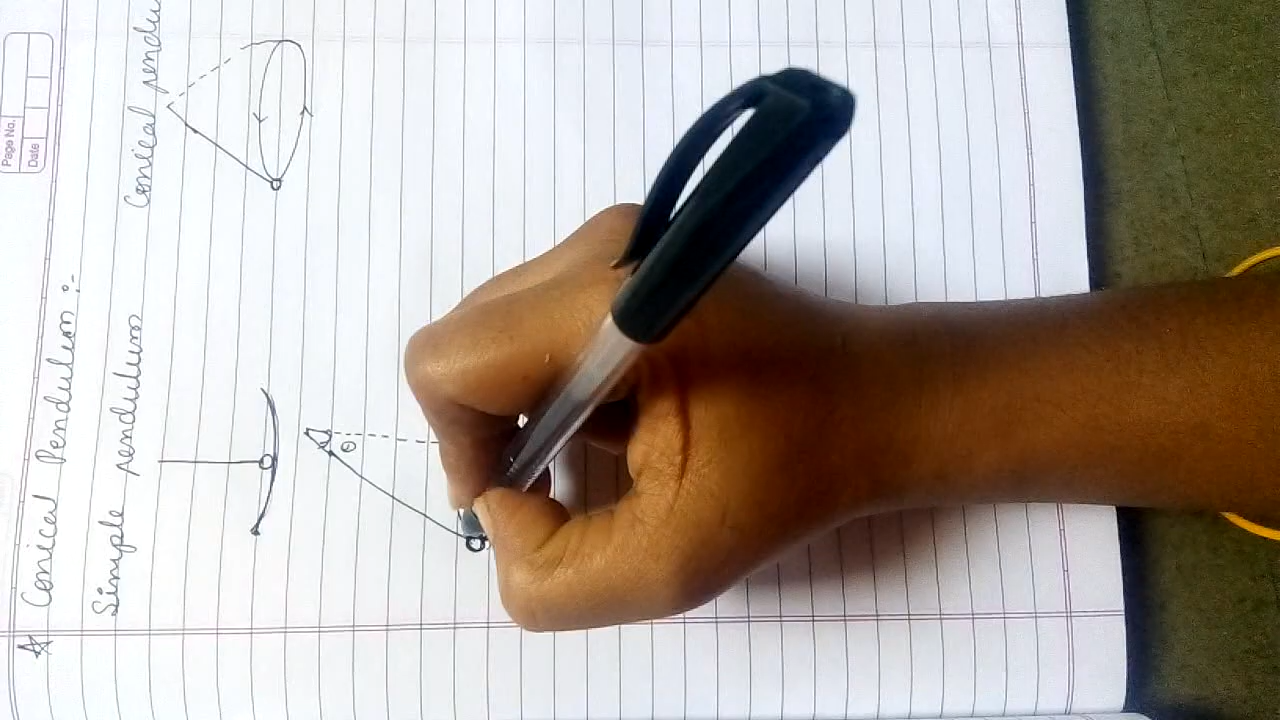 Page No.
Date
☆ Conical Pendulum :-
Simple pendulum Conical pendu
θ